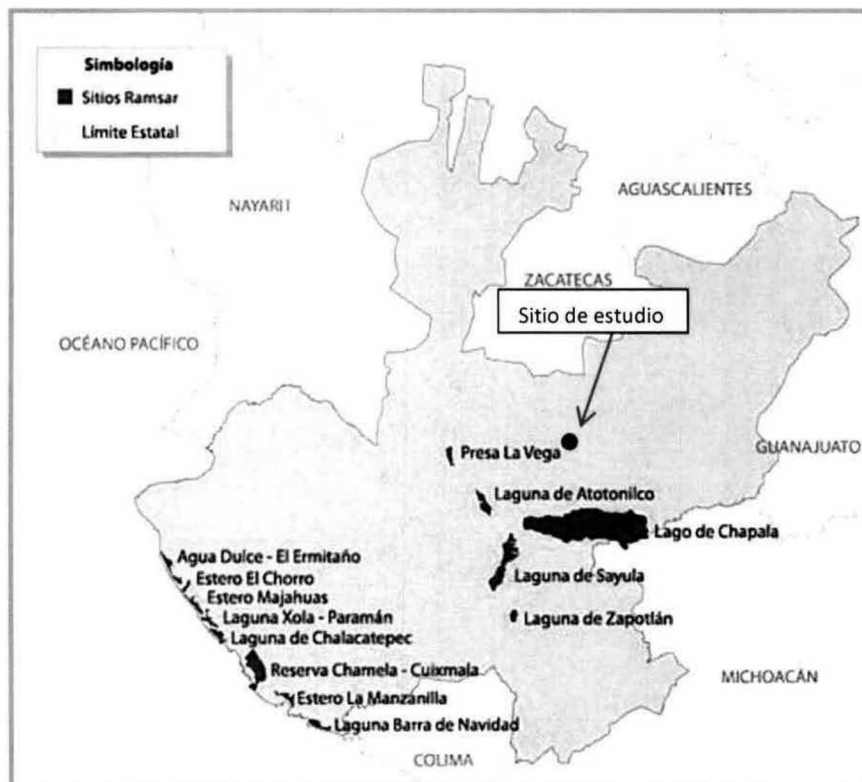 Simbología
Sitios Ramsar
Límite Estatal
NAYARIT
AGUASCALIENTES
ZACATECAS
Sitio de estudio
OCÉANO PACÍFICO
Presa La Vega
GUANAJUATO
Laguna de Atotonilco
Lago de Chapala
Agua Dulce - El Ermitaño
Estero El Chorro
Laguna de Sayula
Estero Majahuas
Laguna Xola - Paramán
Laguna de Zapotlán
Laguna de Chalacatepec
Reserva Chamela - Cuixmala
MICHOACÁN
Estero La Manzanilla
Laguna Barra de Navidad
COLIMA